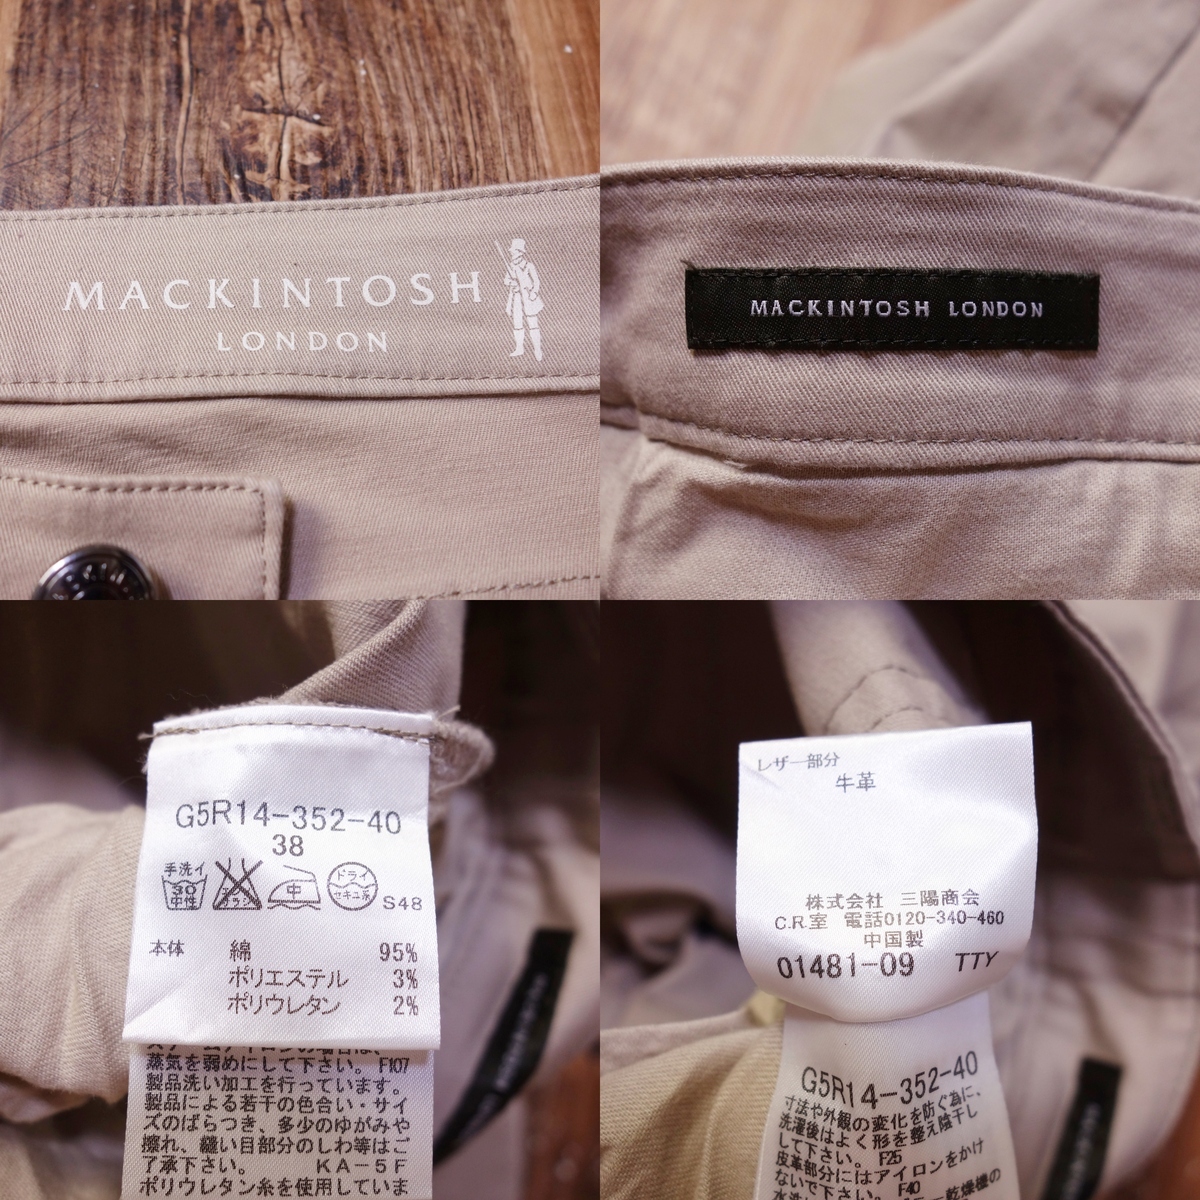 MACKINTOSH
LONDON
MACKINTOSH LONDON
G5R14-352-40
38
手洗イ
30
中性
エンソ
サラシ
中
ドライ
セキユ系
S48
本体 綿 95%
ポリエステル 3%
ポリウレタン 2%
蒸気を弱めにして下さい。 F107
製品洗い加工を行っています。
製品による若干の色合い・サイ
ズのばらつき、多少のゆがみや
擦れ、縫い目部分のしわ等はご
了承下さい。 KA-5F
ポリウレタン糸を使用していま
レザー部分
牛革
株式会社 三陽商会
C.R.室 電話0120-340-460
中国製
01481-09 TTY
G5R14-352-40
寸法や外観の変化を防ぐ為に、
洗濯後はよく形を整え陰干し
して下さい。 F25
皮革部分にはアイロンをかけ
ないで下さい。 F40